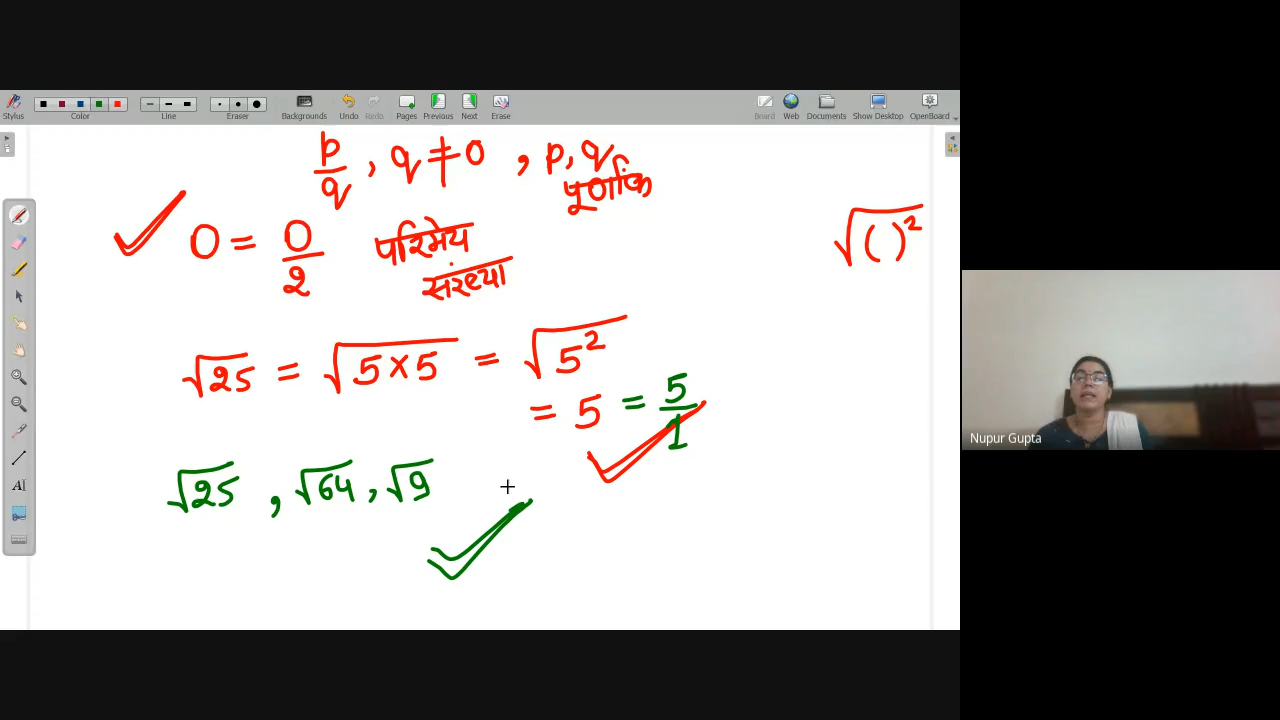 Stylus Color Line Eraser Backgrounds Undo Redo Pages Previous Next Erase Board Web Documents Show Desktop OpenBoard
p/q , q ≠ 0 , p, q
पूर्णांक
0 = 0/2 परिमेय
संख्या
√( )²
√25 = √5×5 = √5²
= 5 = 5/1
√25 , √64 , √9
Nupur Gupta